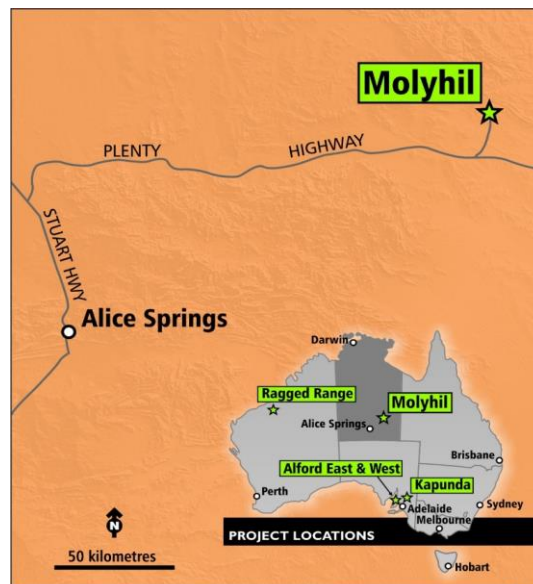 Molyhil
PLENTY HIGHWAY
STUART HWY
Alice Springs
Darwin
Ragged Range
Molyhil
Alice Springs
Brisbane
Alford East & West
Kapunda
Perth
Adelaide
Sydney
Melbourne
N
50 kilometres
PROJECT LOCATIONS
Hobart